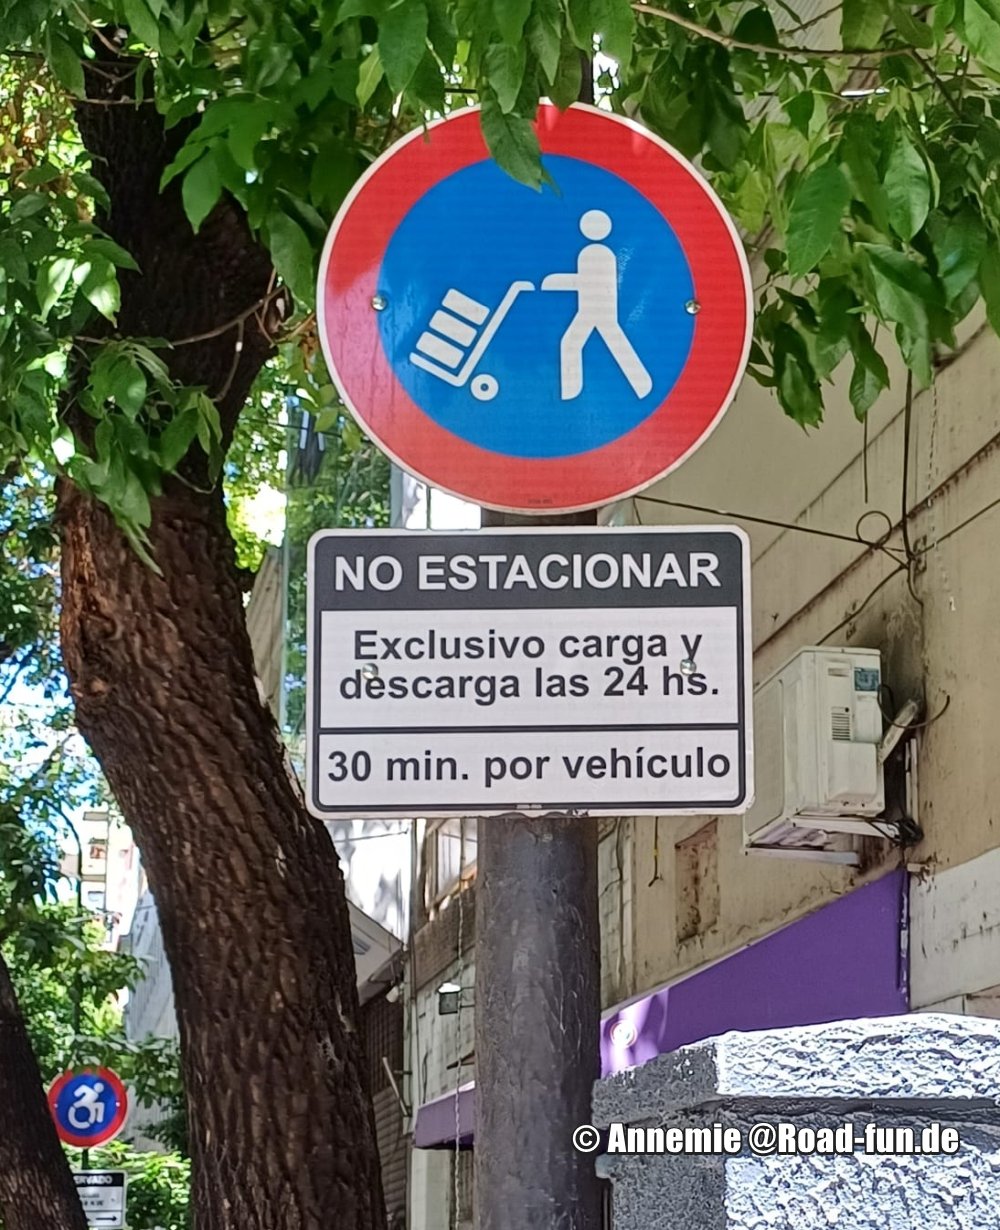 NO ESTACIONAR
Exclusivo carga y
descarga las 24 hs.
30 min. por vehículo
© Annemie @Road-fun.de